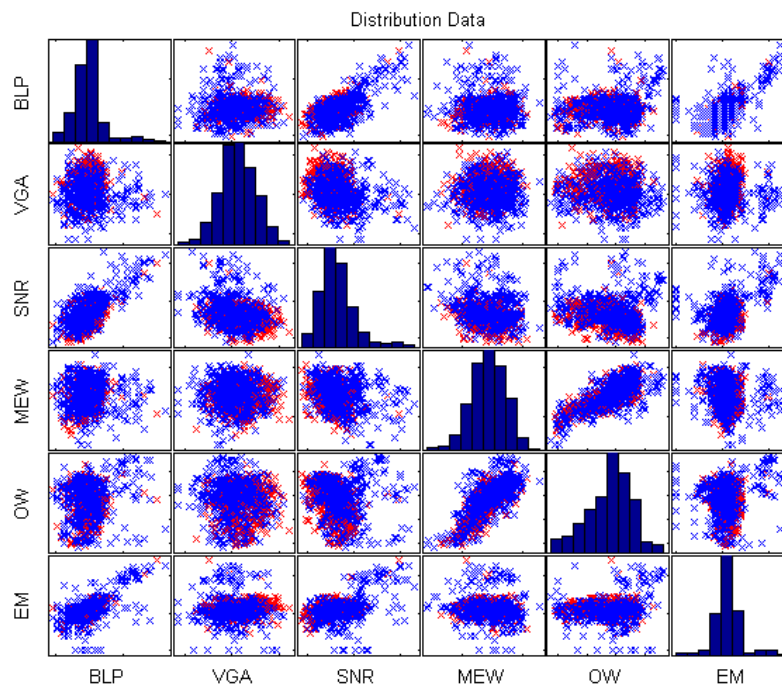 Distribution Data
BLP
VGA
SNR
MEW
OW
EM
BLP VGA SNR MEW OW EM